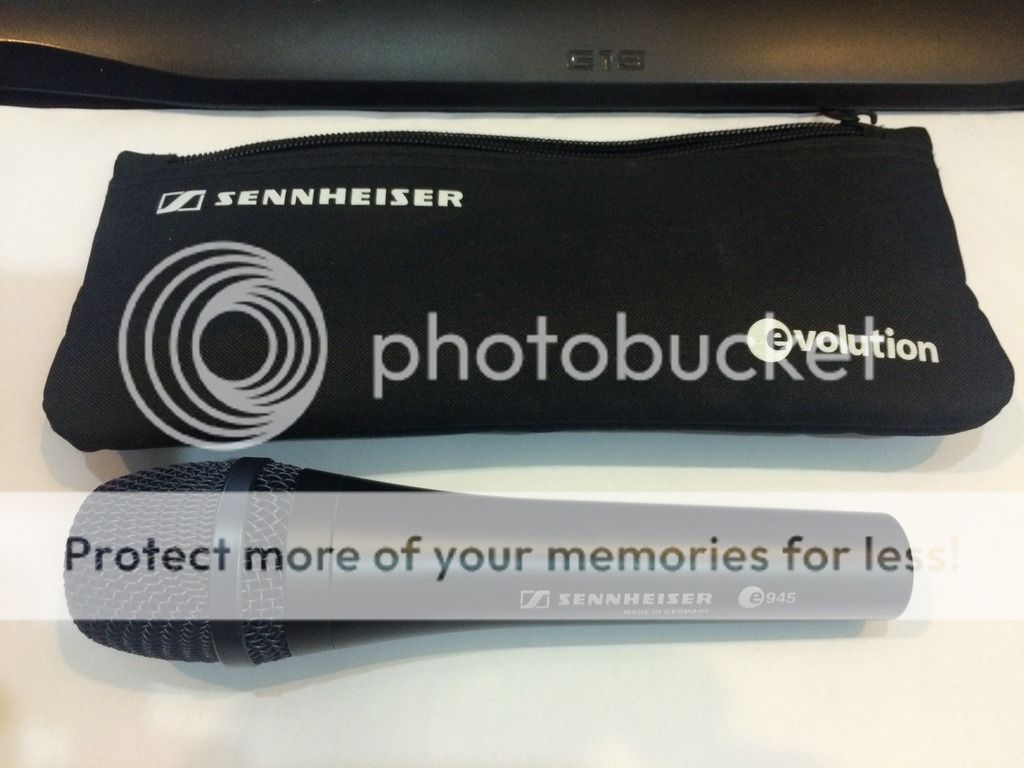 G19
SENNHEISER
photobucket
evolution
Protect more of your memories for less!
SENNHEISER e945
MADE IN GERMANY